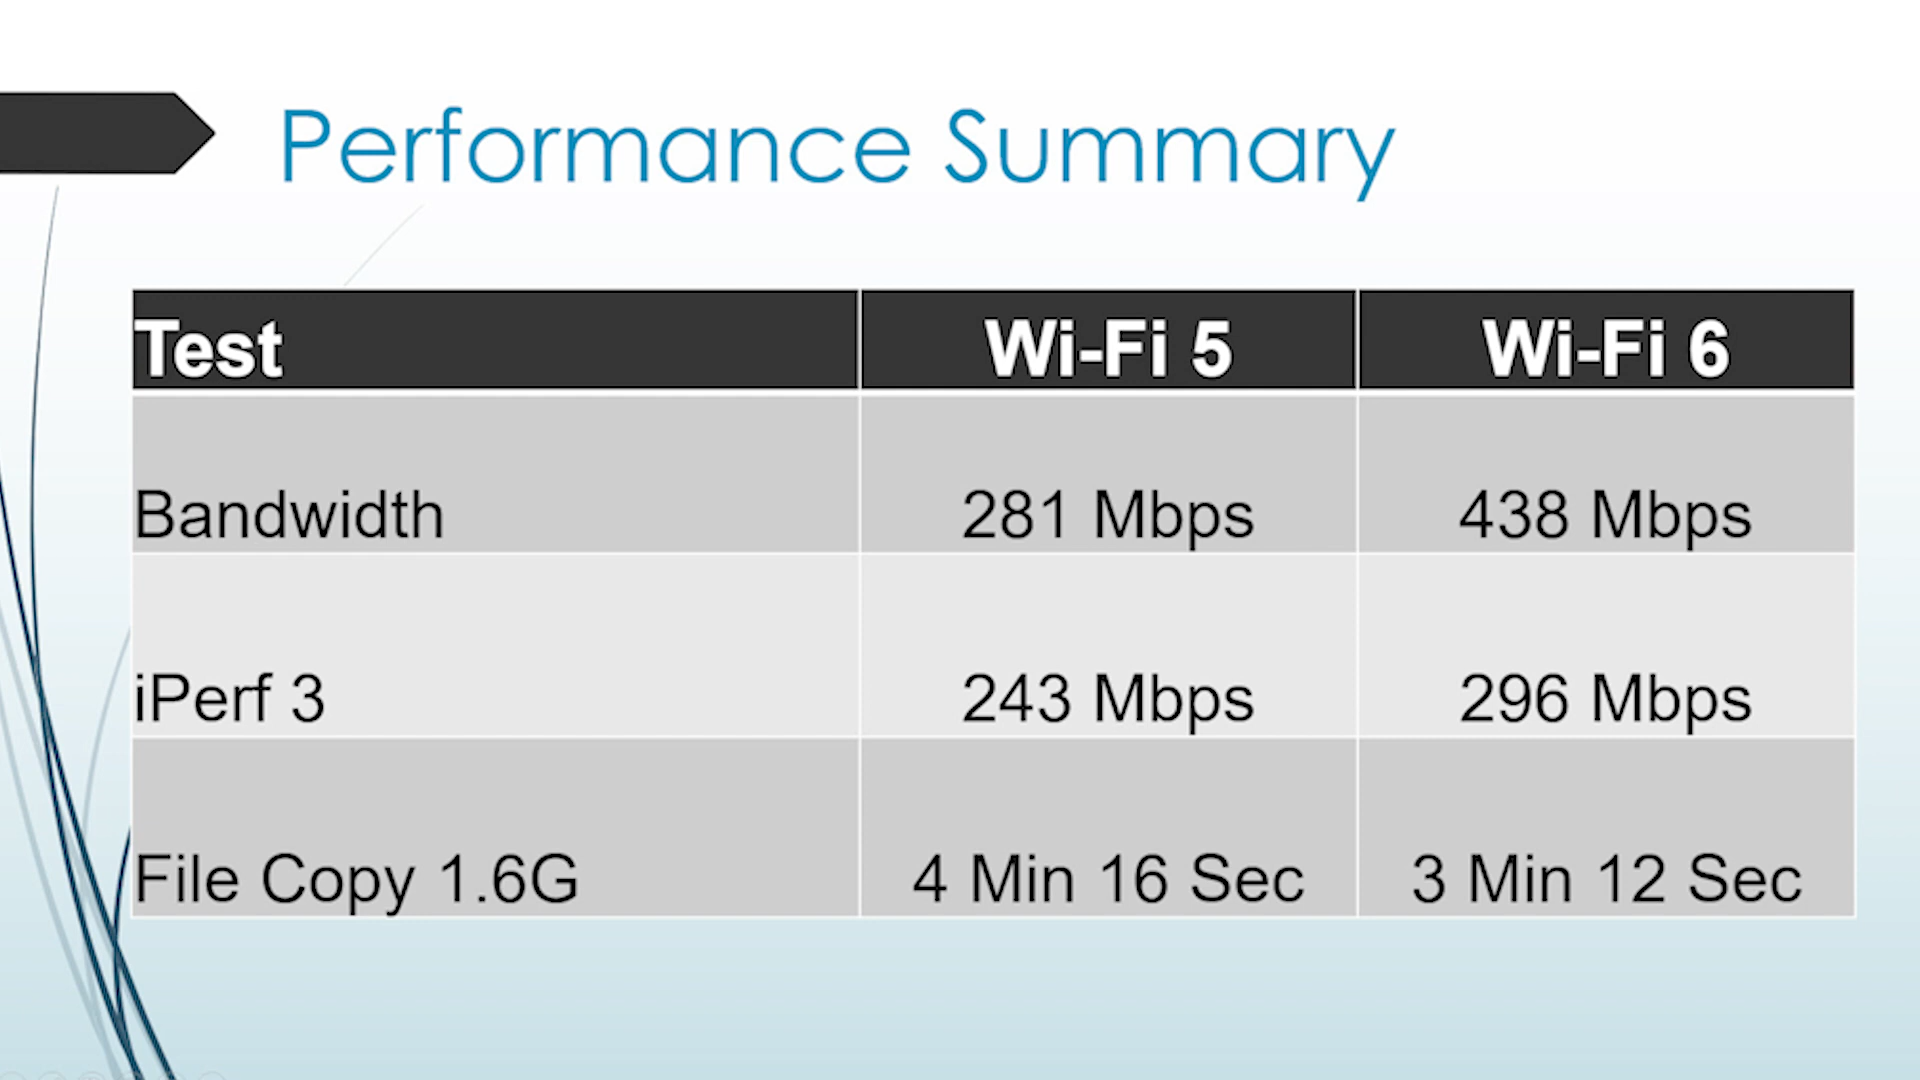 Performance Summary
Test Wi-Fi 5 Wi-Fi 6
Bandwidth 281 Mbps 438 Mbps
iPerf 3 243 Mbps 296 Mbps
File Copy 1.6G 4 Min 16 Sec 3 Min 12 Sec